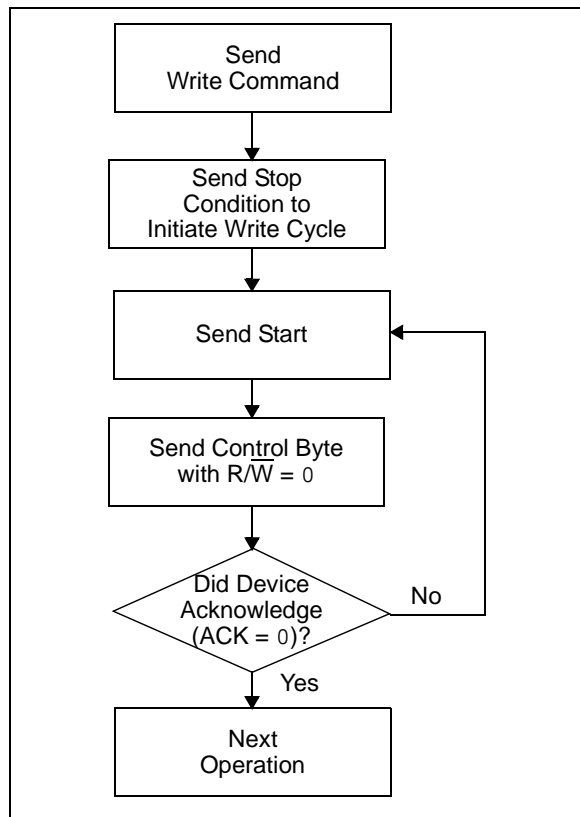 Send
Write Command
Send Stop
Condition to
Initiate Write Cycle
Send Start
Send Control Byte
with R/W̅ = 0
Did Device
Acknowledge
(ACK = 0)?
No
Yes
Next
Operation